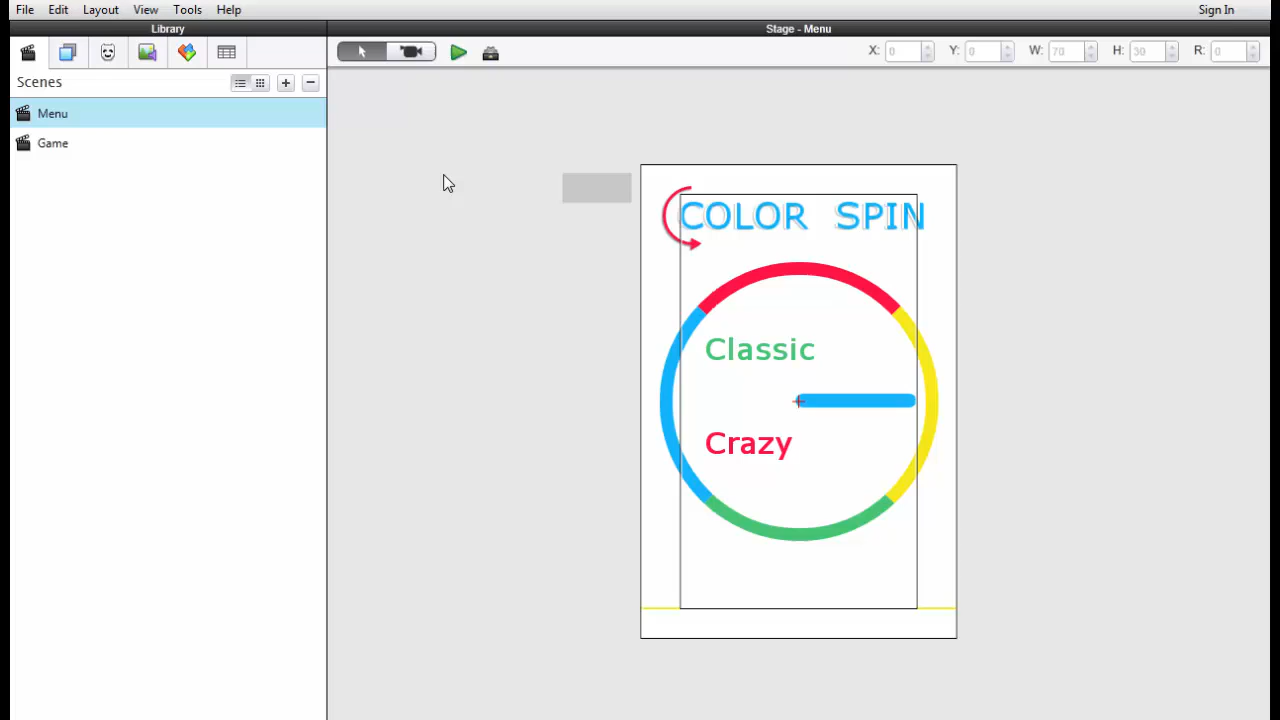 File Edit Layout View Tools Help Sign In
Library Stage - Menu
X: 0 Y: 0 W: 70 H: 30 R: 0
Scenes
Menu
Game
COLOR SPIN
Classic
Crazy